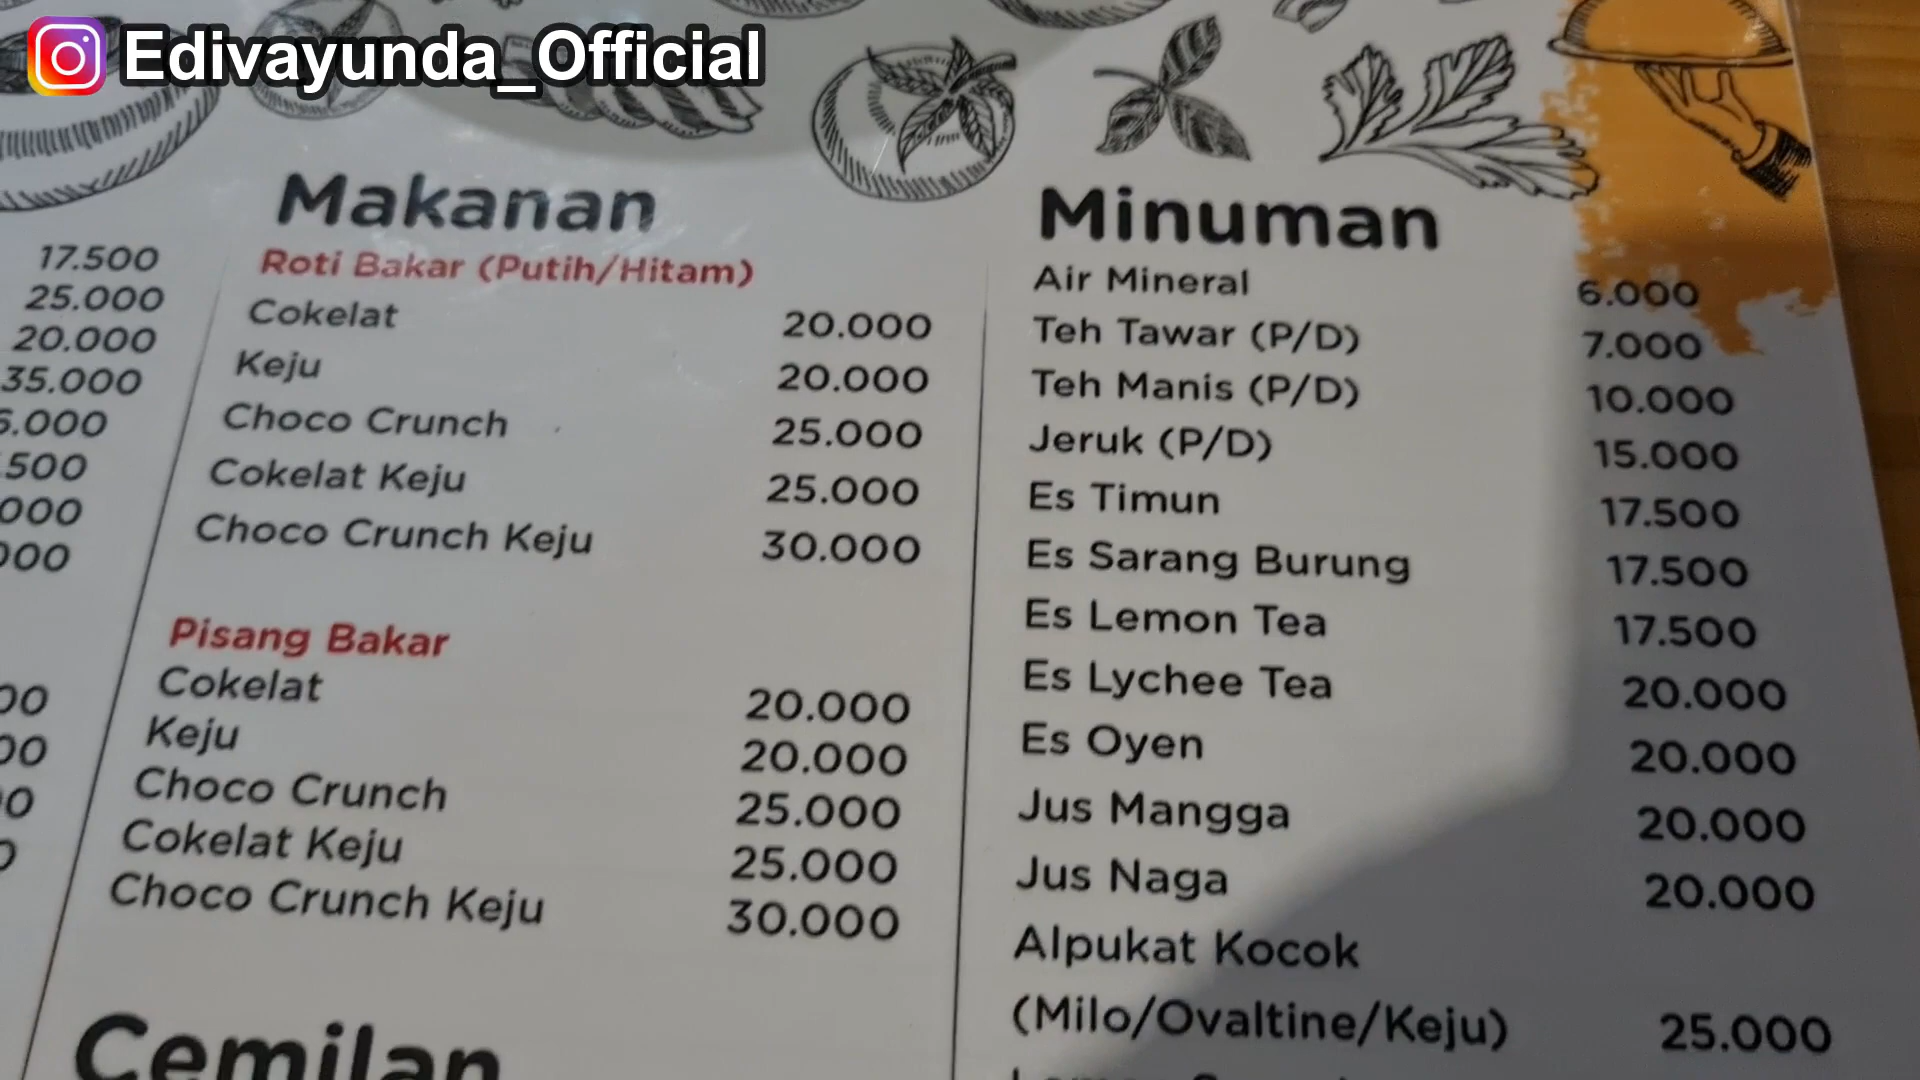 Edivayunda_Official
17.500
25.000
20.000
35.000
Makanan
Roti Bakar (Putih/Hitam)
Cokelat 20.000
Keju 20.000
Choco Crunch 25.000
Cokelat Keju 25.000
Choco Crunch Keju 30.000
Pisang Bakar
Cokelat 20.000
Keju 20.000
Choco Crunch 25.000
Cokelat Keju 25.000
Choco Crunch Keju 30.000
Cemilan
Minuman
Air Mineral 6.000
Teh Tawar (P/D) 7.000
Teh Manis (P/D) 10.000
Jeruk (P/D) 15.000
Es Timun 17.500
Es Sarang Burung 17.500
Es Lemon Tea 17.500
Es Lychee Tea 20.000
Es Oyen 20.000
Jus Mangga 20.000
Jus Naga 20.000
Alpukat Kocok
(Milo/Ovaltine/Keju) 25.000